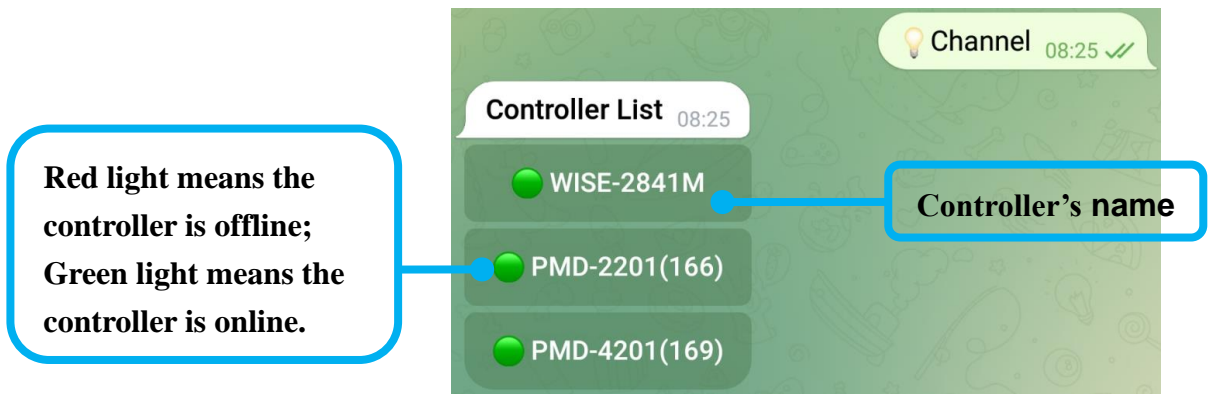 💡Channel 08:25
Controller List 08:25
WISE-2841M
PMD-2201(166)
PMD-4201(169)
Red light means the
controller is offline;
Green light means the
controller is online.
Controller’s name